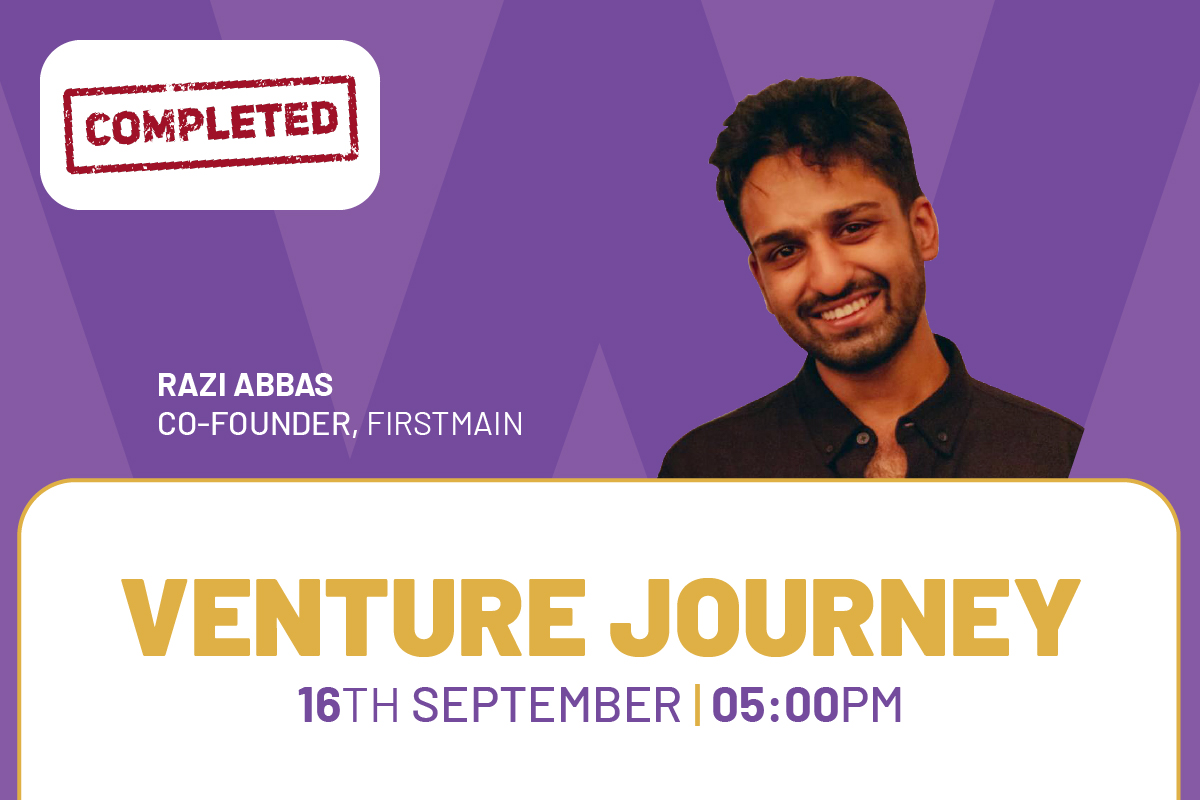 COMPLETED
RAZI ABBAS
CO-FOUNDER, FIRSTMAIN
VENTURE JOURNEY
16TH SEPTEMBER | 05:00PM